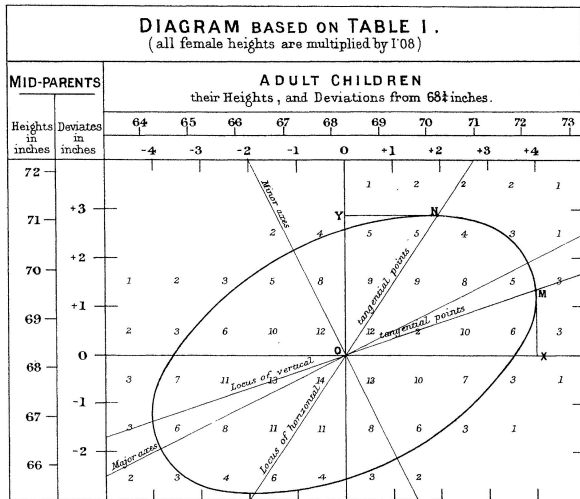 DIAGRAM BASED ON TABLE I.
(all female heights are multiplied by 1·08)
MID-PARENTS
ADULT CHILDREN
their Heights, and Deviations from 68¼ inches.
Heights in inches
Deviates in inches
64 65 66 67 68 69 70 71 72 73
-4 -3 -2 -1 0 +1 +2 +3 +4
72
1 2 2 2 1
71 +3 Y N
2 4 5 5 4 3 1
Minor axes
+2
70
1 2 3 5 8 9 9 8 5 3
tangential points
M
+1
69
2 3 6 10 12 12 2 10 6 3
tangential points
68 0 O X
3 7 11 13 14 13 10 7 3 1
Locus of vertical
-1
67
3 6 8 11 11 8 6 3 1
Locus of horizontal
Major axes
-2
66
2 3 4 6 4 3 2